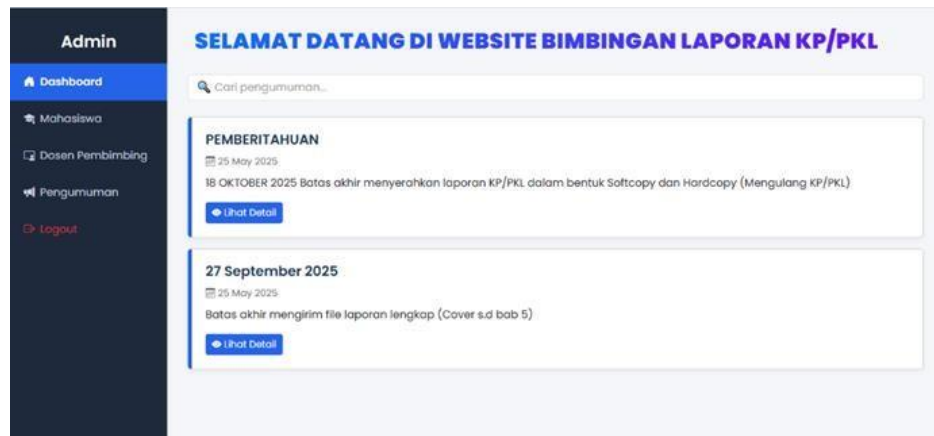 Admin
Dashboard
Mahasiswa
Dosen Pembimbing
Pengumuman
Logout
SELAMAT DATANG DI WEBSITE BIMBINGAN LAPORAN KP/PKL
Cari pengumuman...
PEMBERITAHUAN
25 May 2025
18 OKTOBER 2025 Batas akhir menyerahkan laporan KP/PKL dalam bentuk Softcopy dan Hardcopy (Mengulang KP/PKL)
Lihat Detail
27 September 2025
25 May 2025
Batas akhir mengirim file laporan lengkap (Cover s.d bab 5)
Lihat Detail